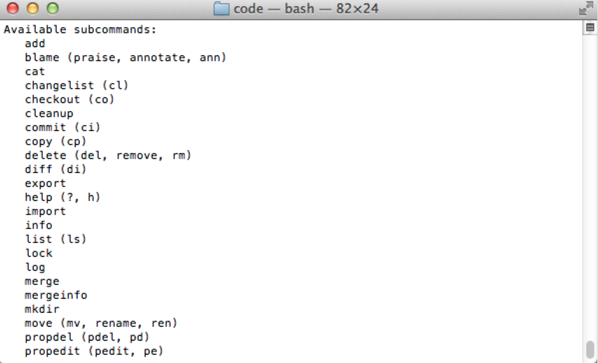 code — bash — 82×24
Available subcommands:
add
blame (praise, annotate, ann)
cat
changelist (cl)
checkout (co)
cleanup
commit (ci)
copy (cp)
delete (del, remove, rm)
diff (di)
export
help (?, h)
import
info
list (ls)
lock
log
merge
mergeinfo
mkdir
move (mv, rename, ren)
propdel (pdel, pd)
propedit (pedit, pe)